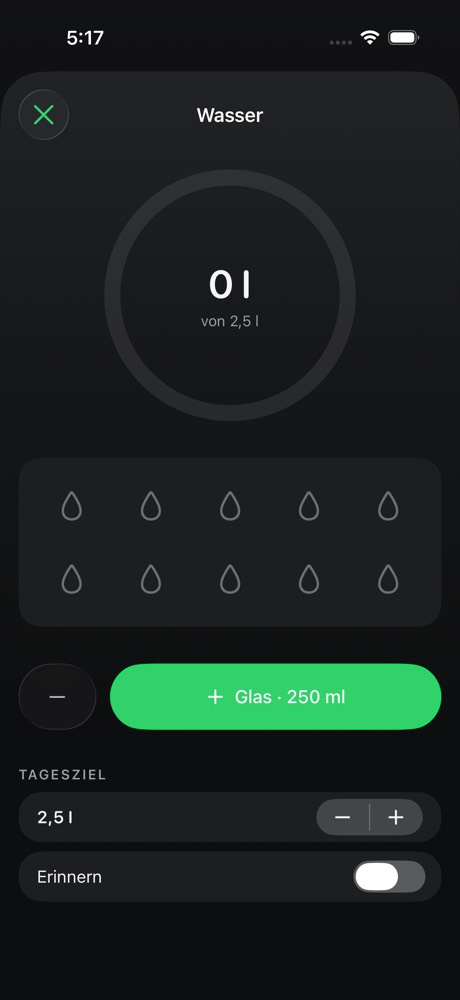 5:17
Wasser
0 l
von 2,5 l
+ Glas · 250 ml
TAGESZIEL
2,5 l
Erinnern